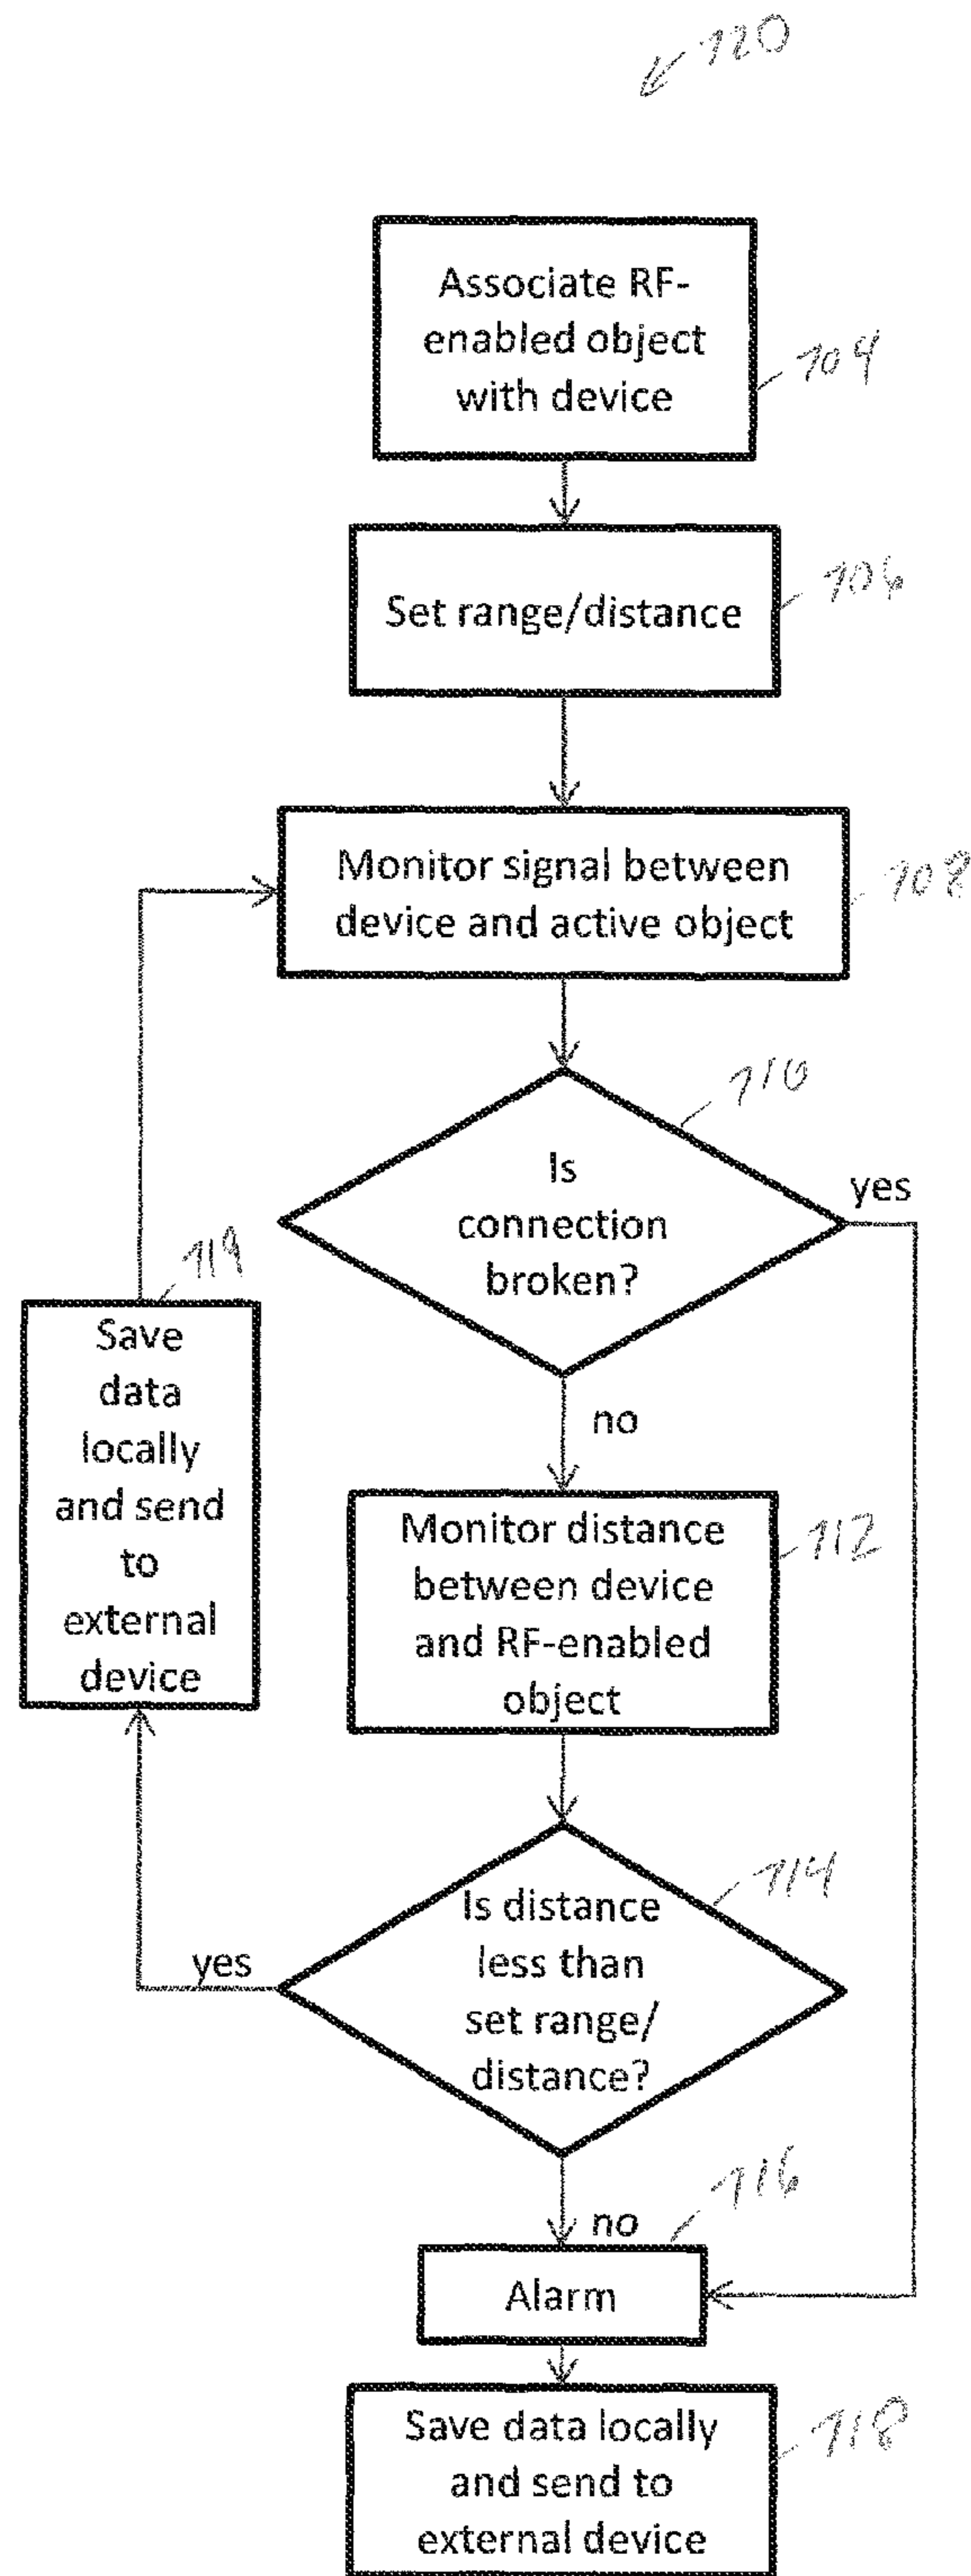 720
Associate RF-
enabled object
with device
704
Set range/distance
706
Monitor signal between
device and active object
708
710
Is
connection
broken?
yes
719
Save
data
locally
and send
to
external
device
no
Monitor distance
between device
and RF-enabled
object
712
714
Is distance
less than
set range/
distance?
yes
no
716
Alarm
Save data locally
and send to
external device
718